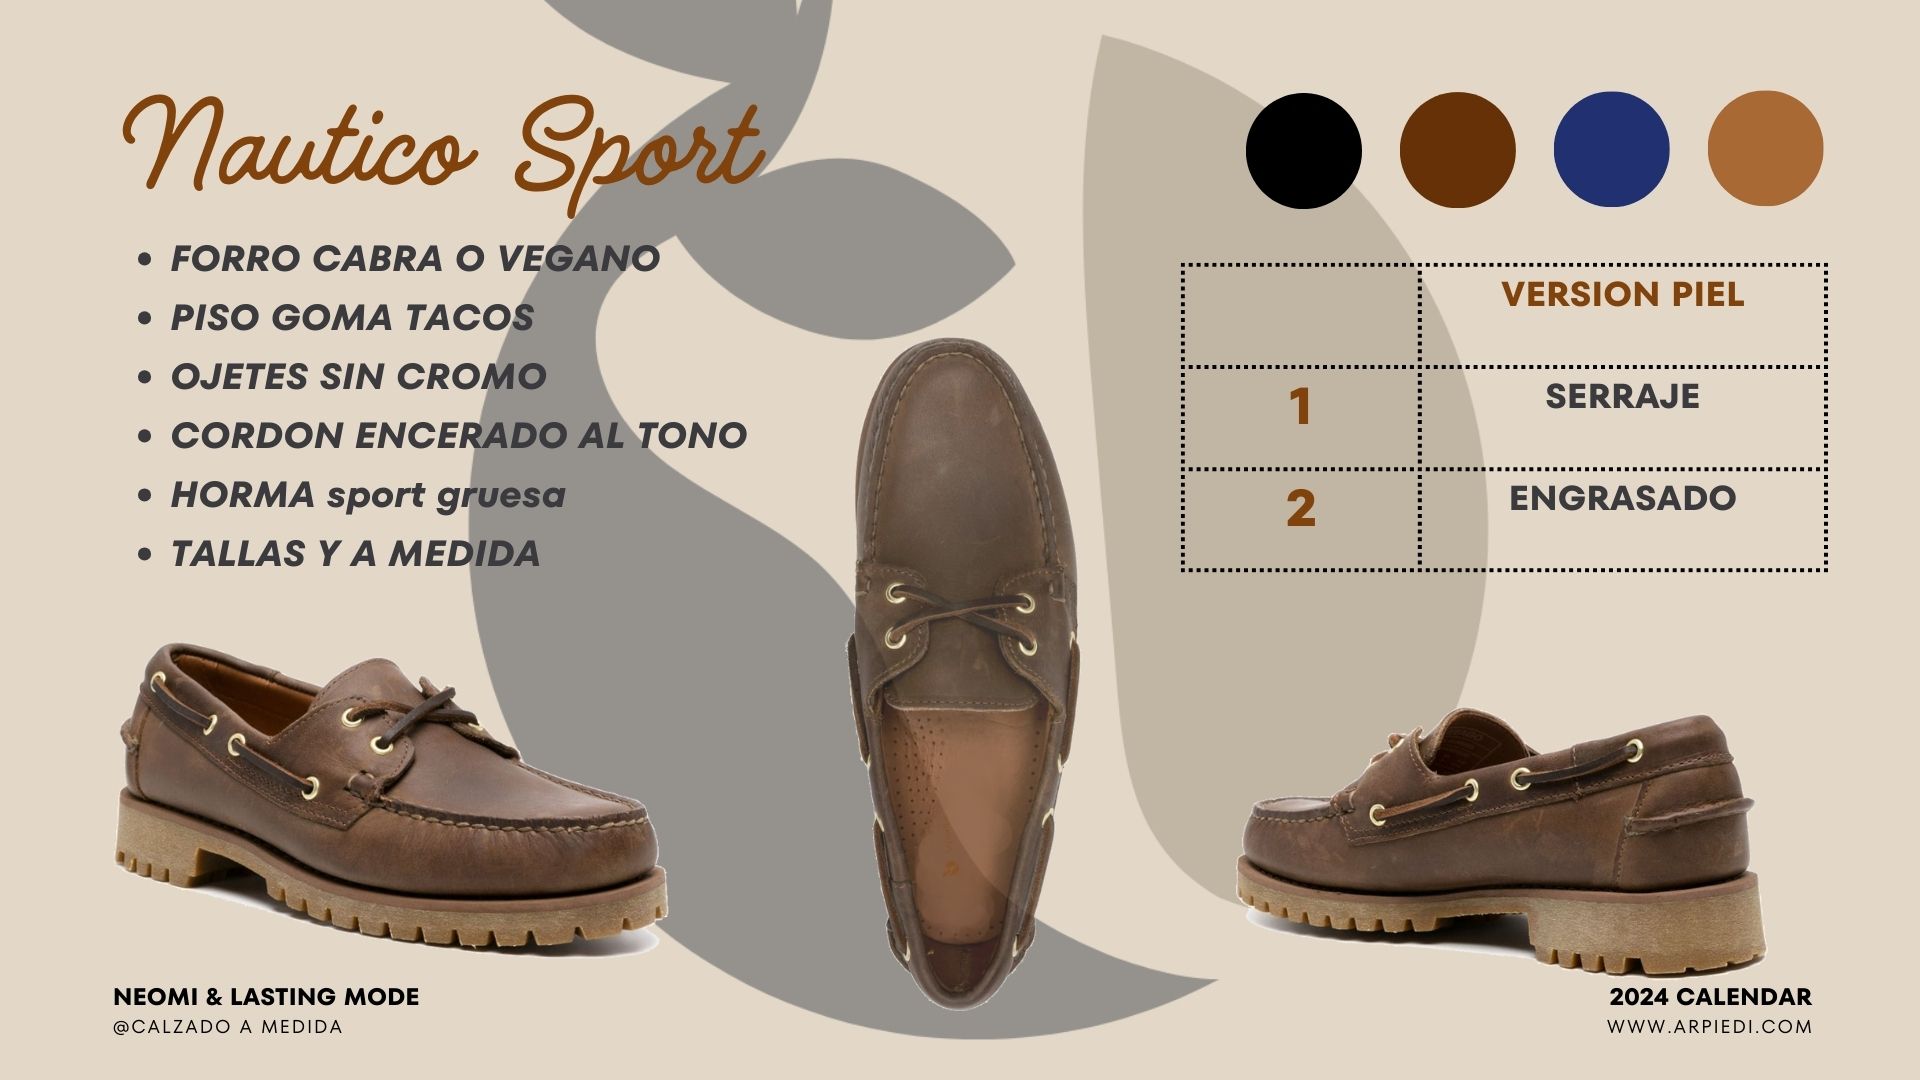 Nautico Sport
FORRO CABRA O VEGANO
PISO GOMA TACOS
OJETES SIN CROMO
CORDON ENCERADO AL TONO
HORMA sport gruesa
TALLAS Y A MEDIDA
VERSION PIEL
1 SERRAJE
2 ENGRASADO
NEOMI & LASTING MODE
@CALZADO A MEDIDA
2024 CALENDAR
WWW.ARPIEDI.COM